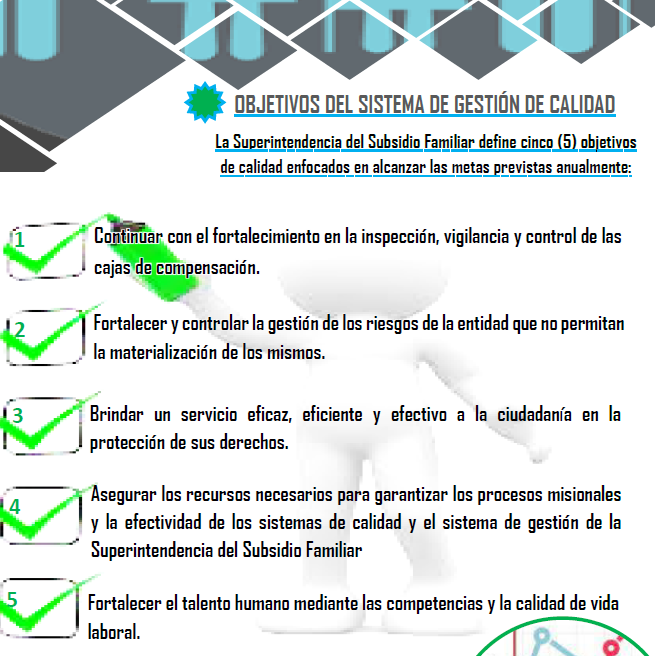 OBJETIVOS DEL SISTEMA DE GESTIÓN DE CALIDAD
La Superintendencia del Subsidio Familiar define cinco (5) objetivos
de calidad enfocados en alcanzar las metas previstas anualmente:
1 Continuar con el fortalecimiento en la inspección, vigilancia y control de las
cajas de compensación.
2 Fortalecer y controlar la gestión de los riesgos de la entidad que no permitan
la materialización de los mismos.
3 Brindar un servicio eficaz, eficiente y efectivo a la ciudadanía en la
protección de sus derechos.
4 Asegurar los recursos necesarios para garantizar los procesos misionales
y la efectividad de los sistemas de calidad y el sistema de gestión de la
Superintendencia del Subsidio Familiar
5 Fortalecer el talento humano mediante las competencias y la calidad de vida
laboral.